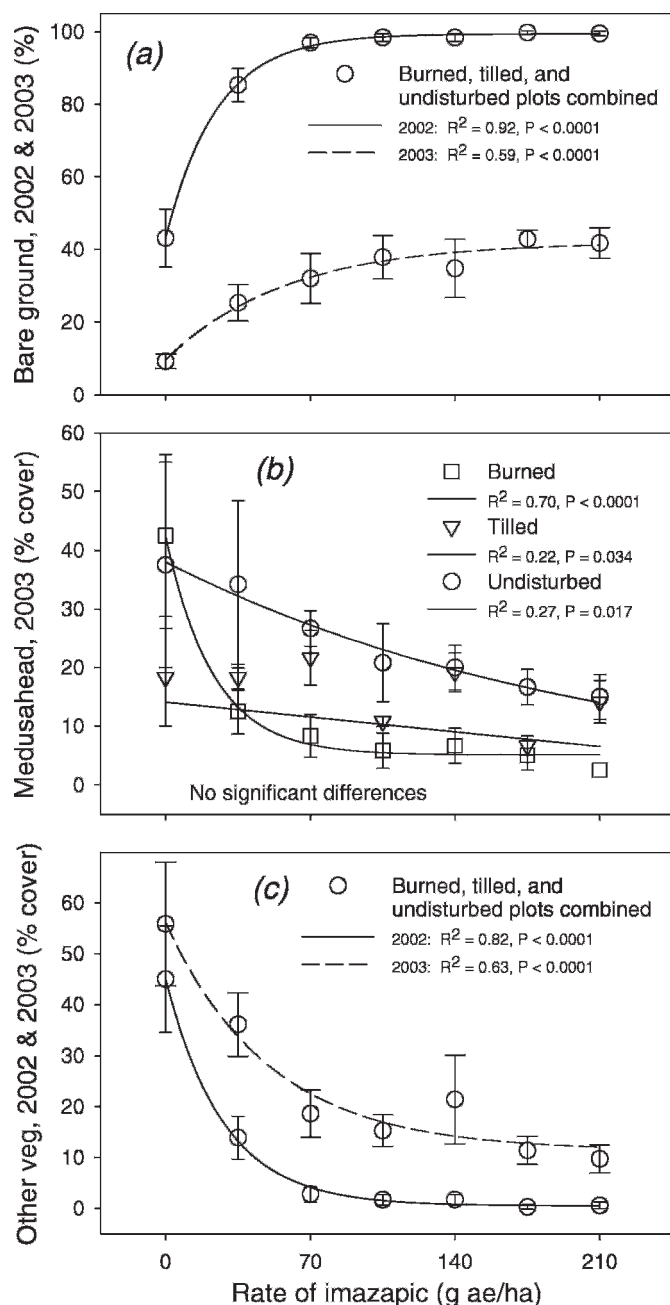 Bare ground, 2002 & 2003 (%)
100
80
60
40
20
0
(a)
Burned, tilled, and
undisturbed plots combined
2002: R² = 0.92, P < 0.0001
2003: R² = 0.59, P < 0.0001
Medusahead, 2003 (% cover)
60
50
40
30
20
10
0
(b)
Burned
R² = 0.70, P < 0.0001
Tilled
R² = 0.22, P = 0.034
Undisturbed
R² = 0.27, P = 0.017
No significant differences
Other veg, 2002 & 2003 (% cover)
60
50
40
30
20
10
0
(c)
Burned, tilled, and
undisturbed plots combined
2002: R² = 0.82, P < 0.0001
2003: R² = 0.63, P < 0.0001
0 70 140 210
Rate of imazapic (g ae/ha)